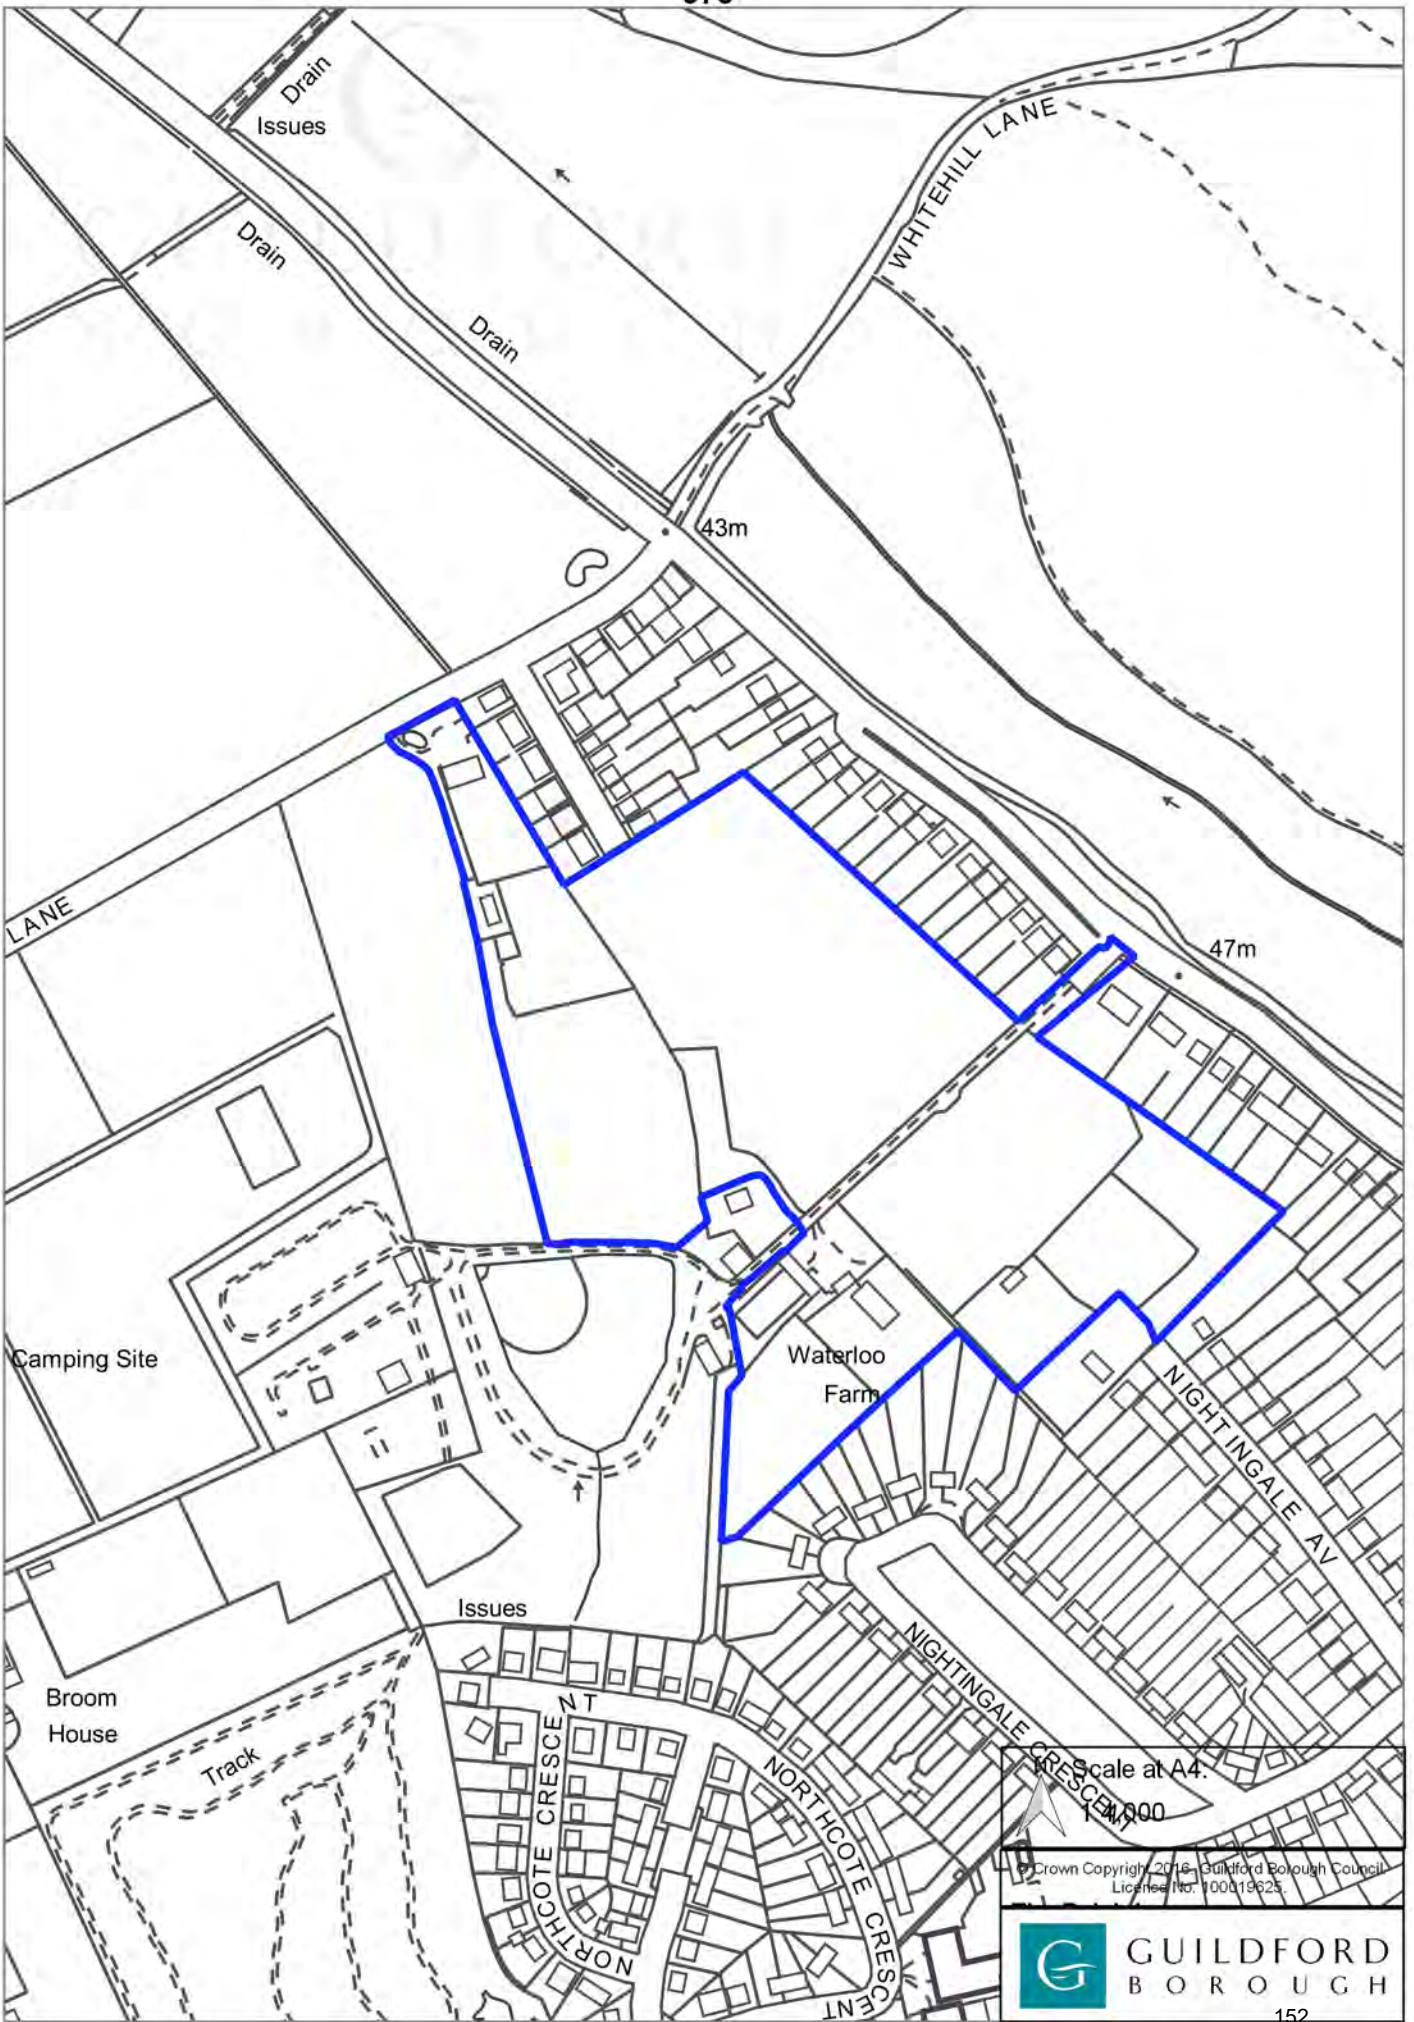 Drain
Issues
WHITEHILL LANE
Drain
Drain
43m
LANE
47m
Camping Site
Waterloo
Farm
NIGHTINGALE AV
Issues
NIGHTINGALE CRESCENT
Broom
House
Track
NORTHCOTE CRESCENT
NORTHCOTE CRESCENT
Scale at A4:
1:4,000
© Crown Copyright 2016. Guildford Borough Council
Licence No. 100019625.
G
GUILDFORD
BOROUGH
152